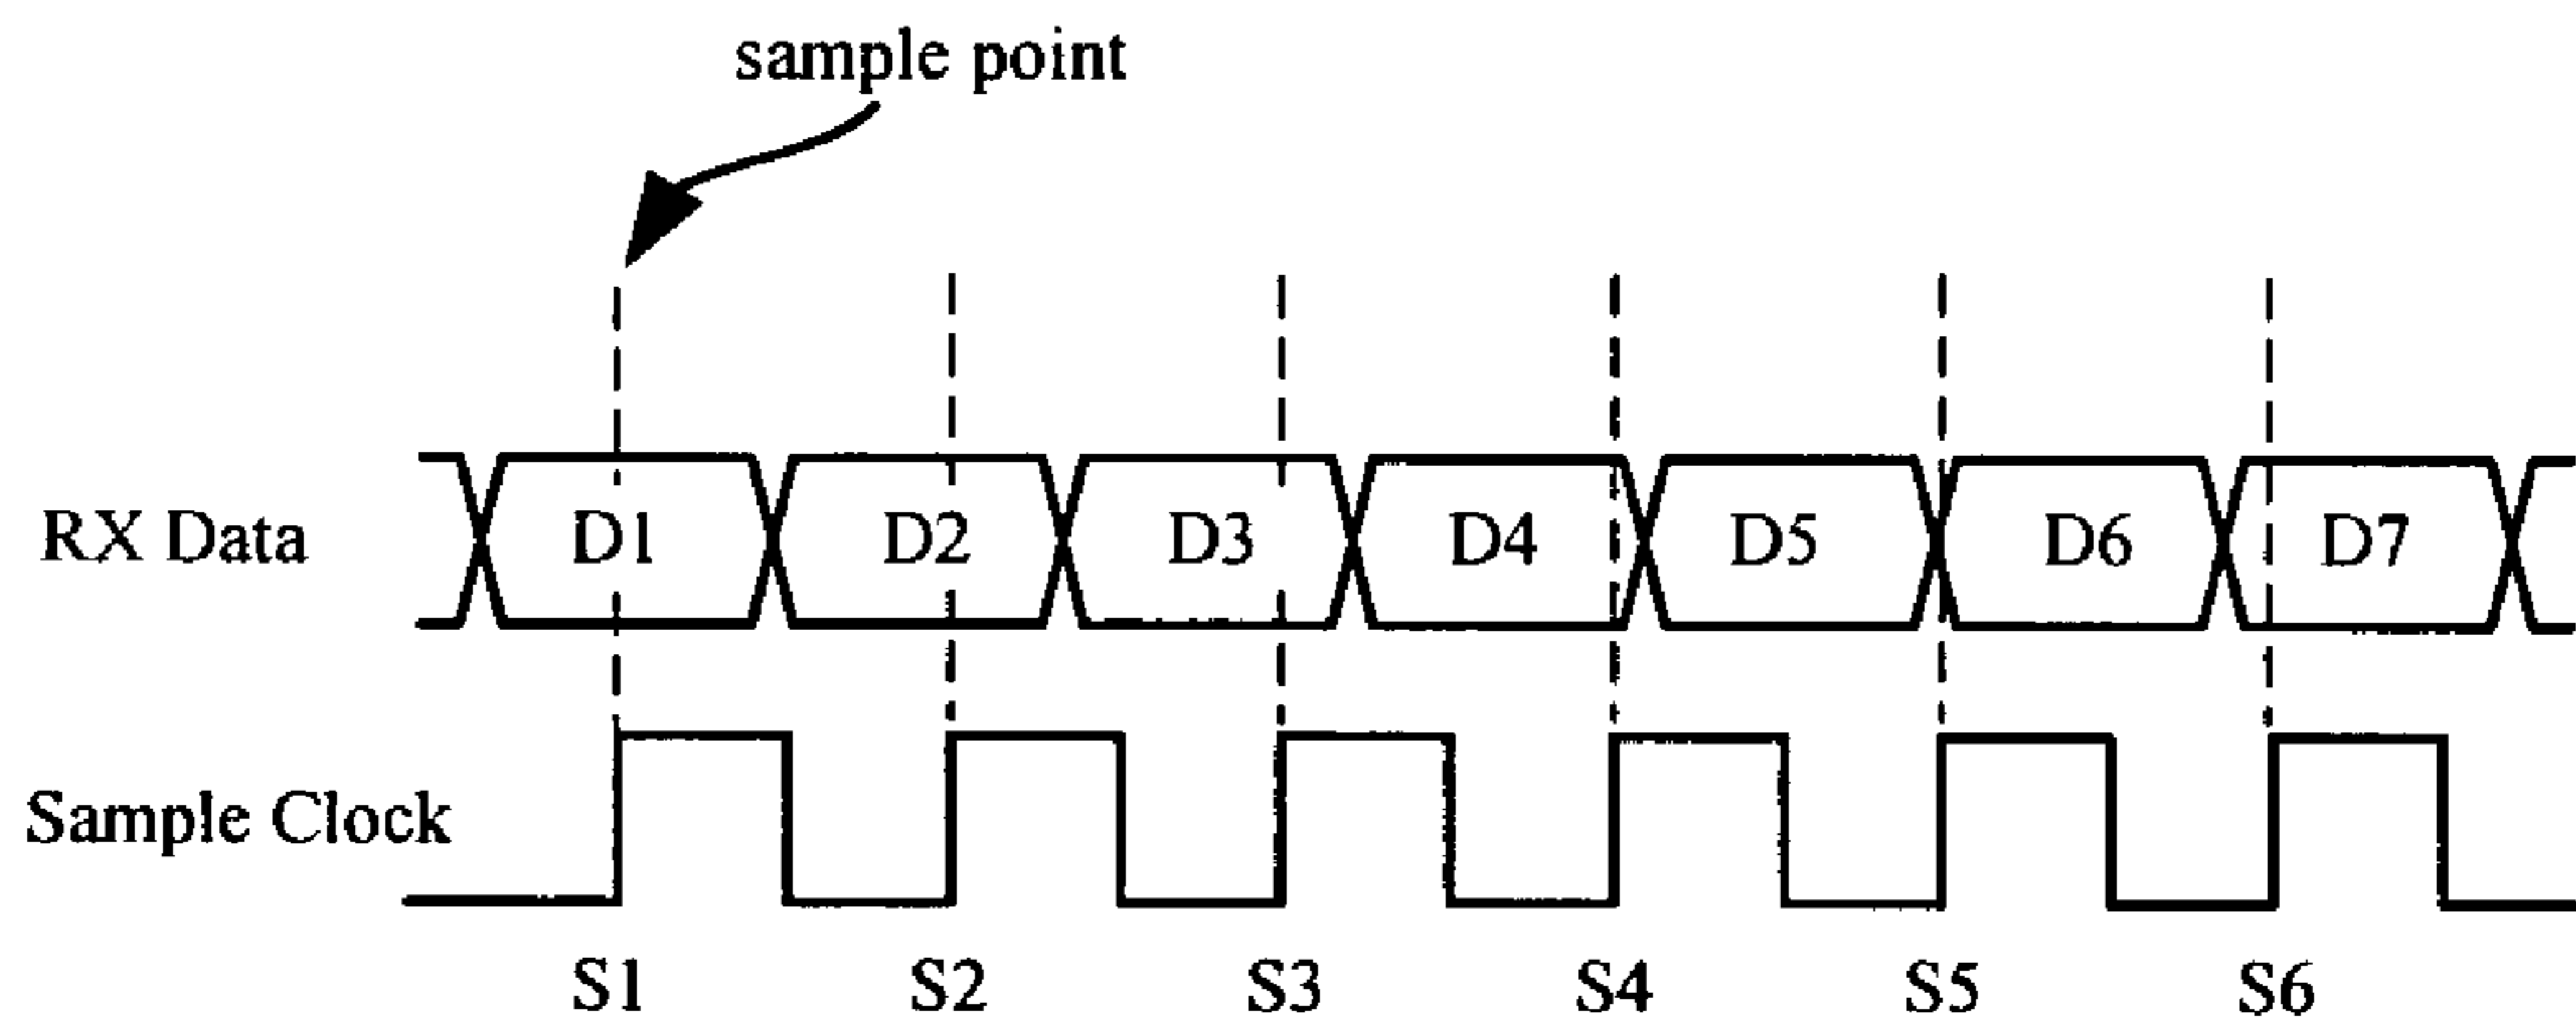 sample point
RX Data D1 D2 D3 D4 D5 D6 D7
Sample Clock
S1 S2 S3 S4 S5 S6